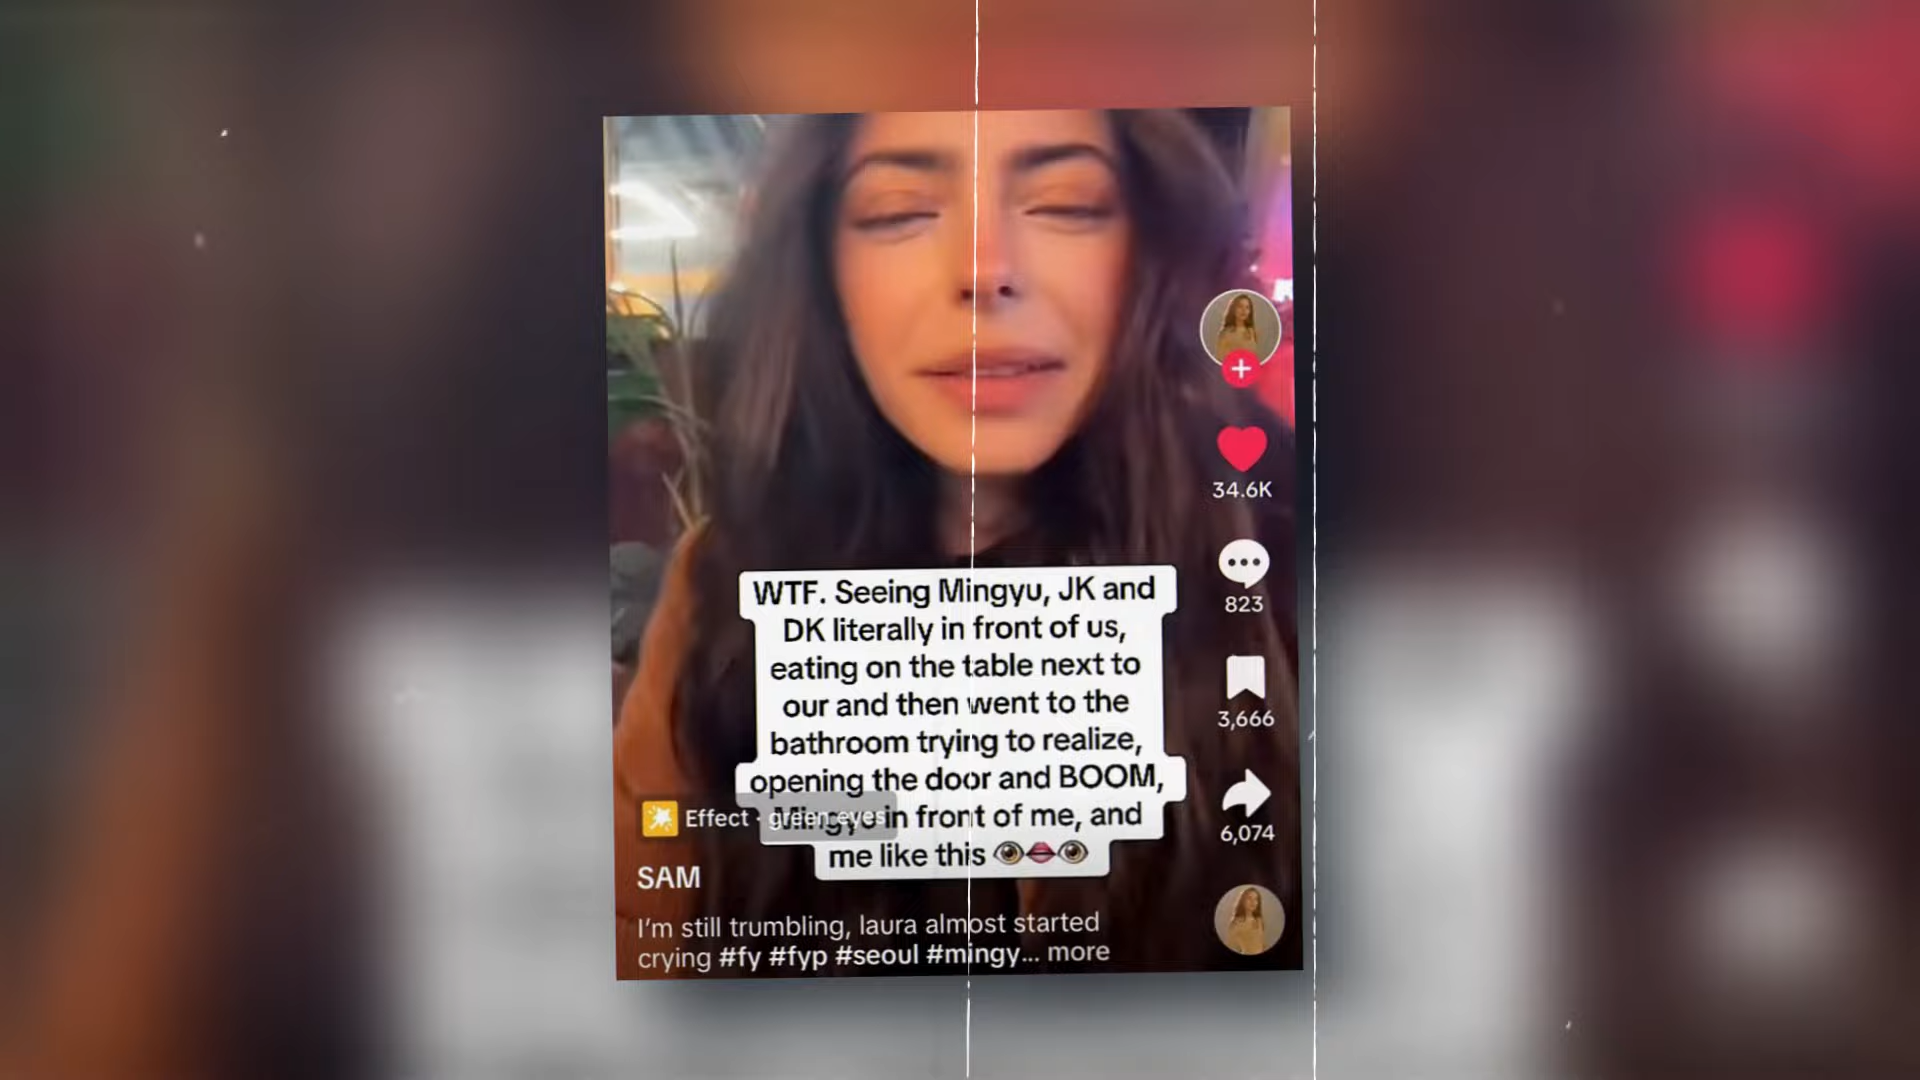 WTF. Seeing Mingyu, JK and
DK literally in front of us,
eating on the table next to
our and then went to the
bathroom trying to realize,
opening the door and BOOM,
Mingyu in front of me, and
me like this 👁️👄👁️
Effect · green eyes
SAM
I'm still trumbling, laura almost started
crying #fy #fyp #seoul #mingy... more
34.6K
823
3,666
6,074